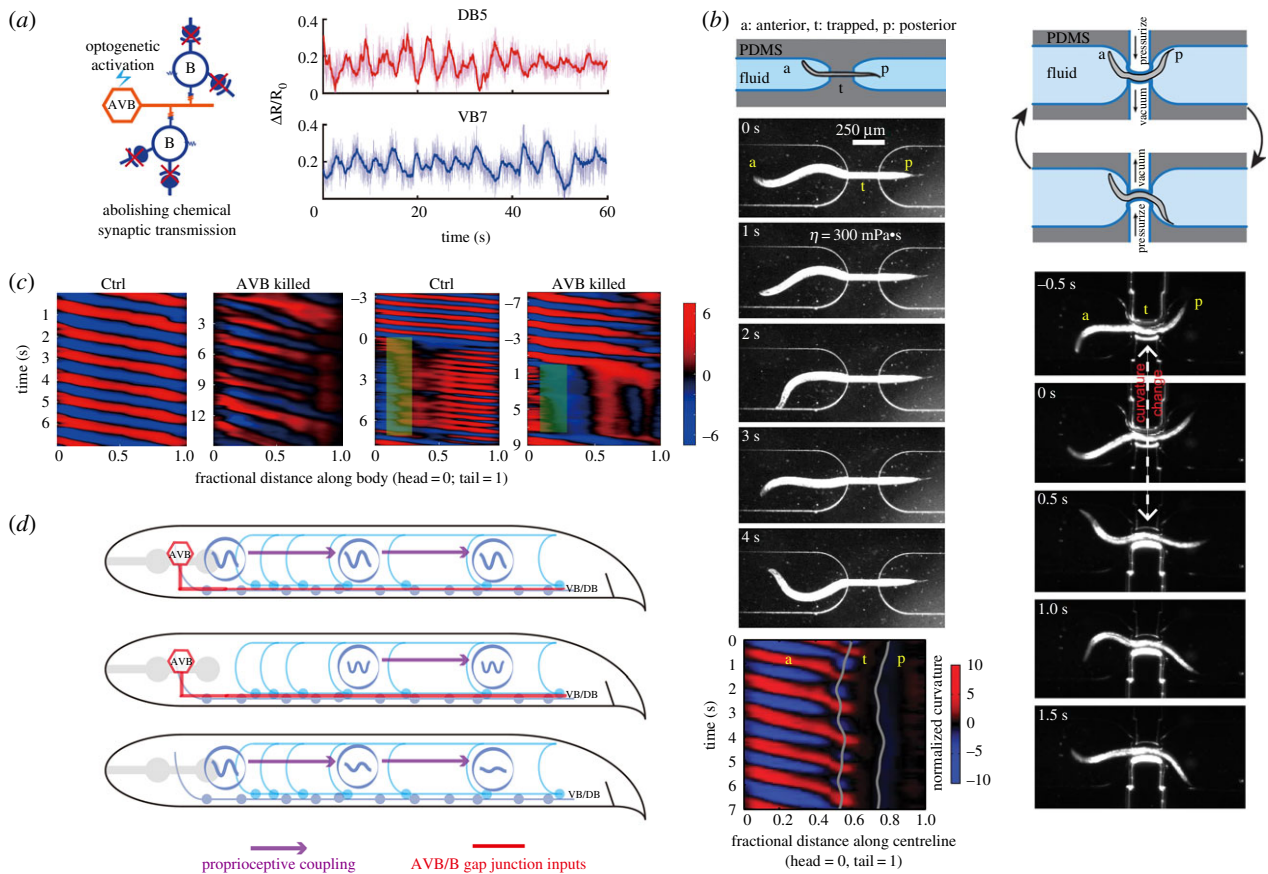 (a)
optogenetic
activation
B
AVB
B
abolishing chemical
synaptic transmission
DB5
0.4
0.2
0
ΔR/R0
VB7
0.4
0.2
0
20
40
60
time (s)
(b)
a: anterior, t: trapped, p: posterior
PDMS
fluid
a
p
t
0 s
250 μm
a
p
t
1 s
η = 300 mPa•s
2 s
3 s
4 s
0
1
2
3
4
5
6
7
time (s)
a
t
p
0
0.2
0.4
0.6
0.8
1.0
fractional distance along centreline
(head = 0, tail = 1)
10
5
0
−5
−10
normalized curvature
PDMS
fluid
a
p
pressurize
vacuum
vacuum
pressurize
−0.5 s
a
t
p
0 s
curvature
change
0.5 s
1.0 s
1.5 s
(c)
Ctrl
AVB killed
Ctrl
AVB killed
1
2
3
4
5
6
time (s)
3
6
9
12
−3
0
3
6
−7
−3
1
5
9
0
0.5
1.0
0
0.5
1.0
0
0.5
1.0
0
0.5
1.0
6
0
−6
fractional distance along body (head = 0; tail = 1)
(d)
AVB
VB/DB
AVB
VB/DB
VB/DB
proprioceptive coupling
AVB/B gap junction inputs